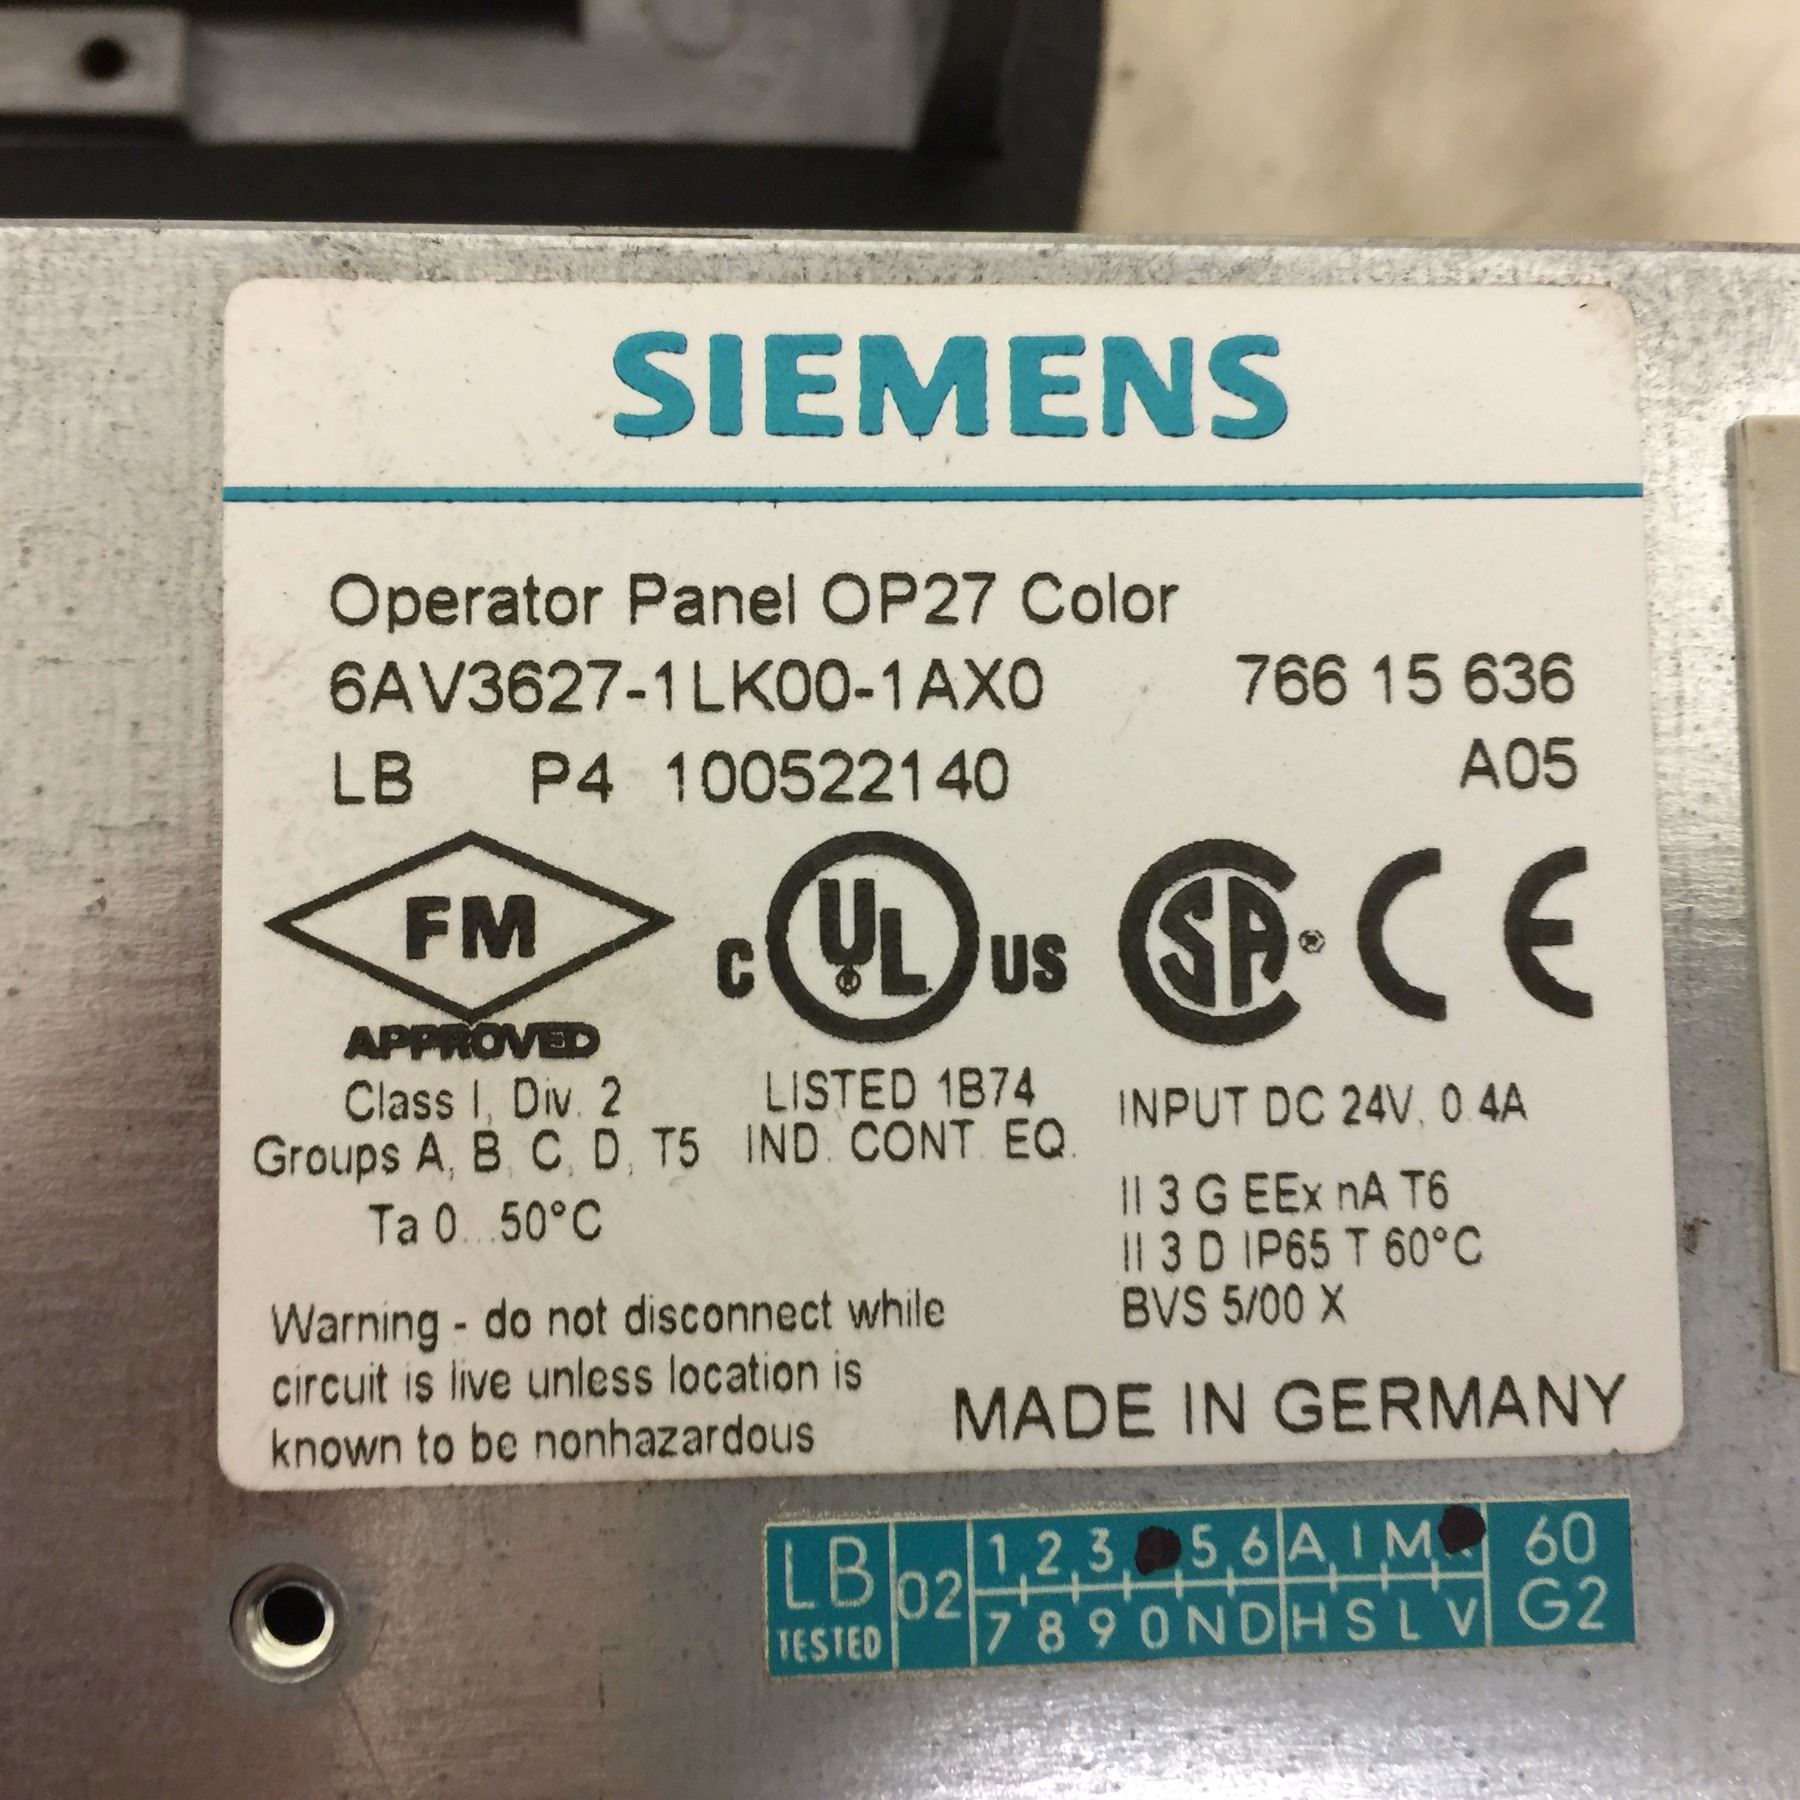 SIEMENS
Operator Panel OP27 Color
6AV3627-1LK00-1AX0 766 15 636
LB P4 100522140 A05
FM
APPROVED
C UL ® US
SA ®
CE
Class I, Div. 2
Groups A, B, C, D, T5
Ta 0...50°C
LISTED 1B74
IND. CONT. EQ.
INPUT DC 24V, 0.4A
II 3 G EEx nA T6
II 3 D IP65 T 60°C
BVS 5/00 X
Warning - do not disconnect while
circuit is live unless location is
known to be nonhazardous
MADE IN GERMANY
LB
TESTED
02
1 2 3 5 6 A I M
7 8 9 0 N D H S L V
60
G2